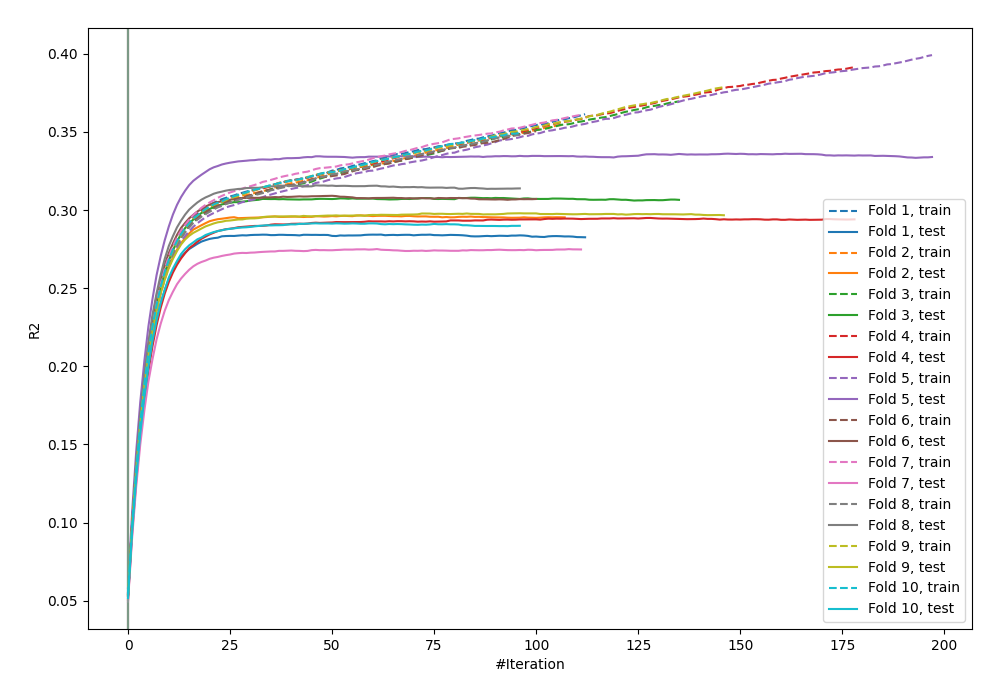 0.40
0.35
0.30
0.25
0.20
0.15
0.10
0.05
R2
0
25
50
75
100
125
150
175
200
#Iteration
Fold 1, train
Fold 1, test
Fold 2, train
Fold 2, test
Fold 3, train
Fold 3, test
Fold 4, train
Fold 4, test
Fold 5, train
Fold 5, test
Fold 6, train
Fold 6, test
Fold 7, train
Fold 7, test
Fold 8, train
Fold 8, test
Fold 9, train
Fold 9, test
Fold 10, train
Fold 10, test